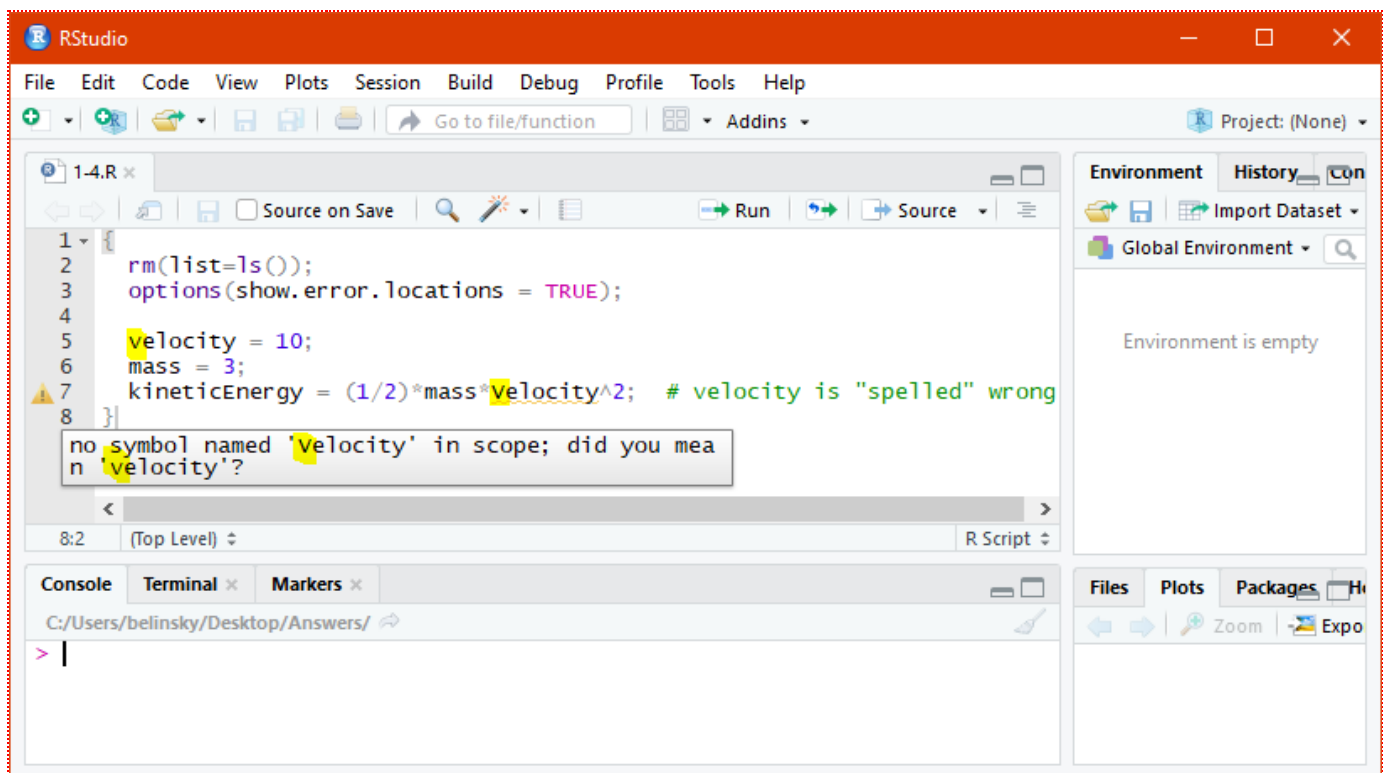 RStudio
File Edit Code View Plots Session Build Debug Profile Tools Help
Go to file/function Addins Project: (None)
1-4.R
Source on Save Run Source
1 {
2 rm(list=ls());
3 options(show.error.locations = TRUE);
4
5 velocity = 10;
6 mass = 3;
7 kineticEnergy = (1/2)*mass*Velocity^2; # velocity is "spelled" wrong
8 }
no symbol named 'Velocity' in scope; did you mea
n 'velocity'?
8:2 (Top Level) R Script
Environment History Con
Import Dataset
Global Environment
Environment is empty
Console Terminal Markers
C:/Users/belinsky/Desktop/Answers/
>
Files Plots Packages He
Zoom Expo